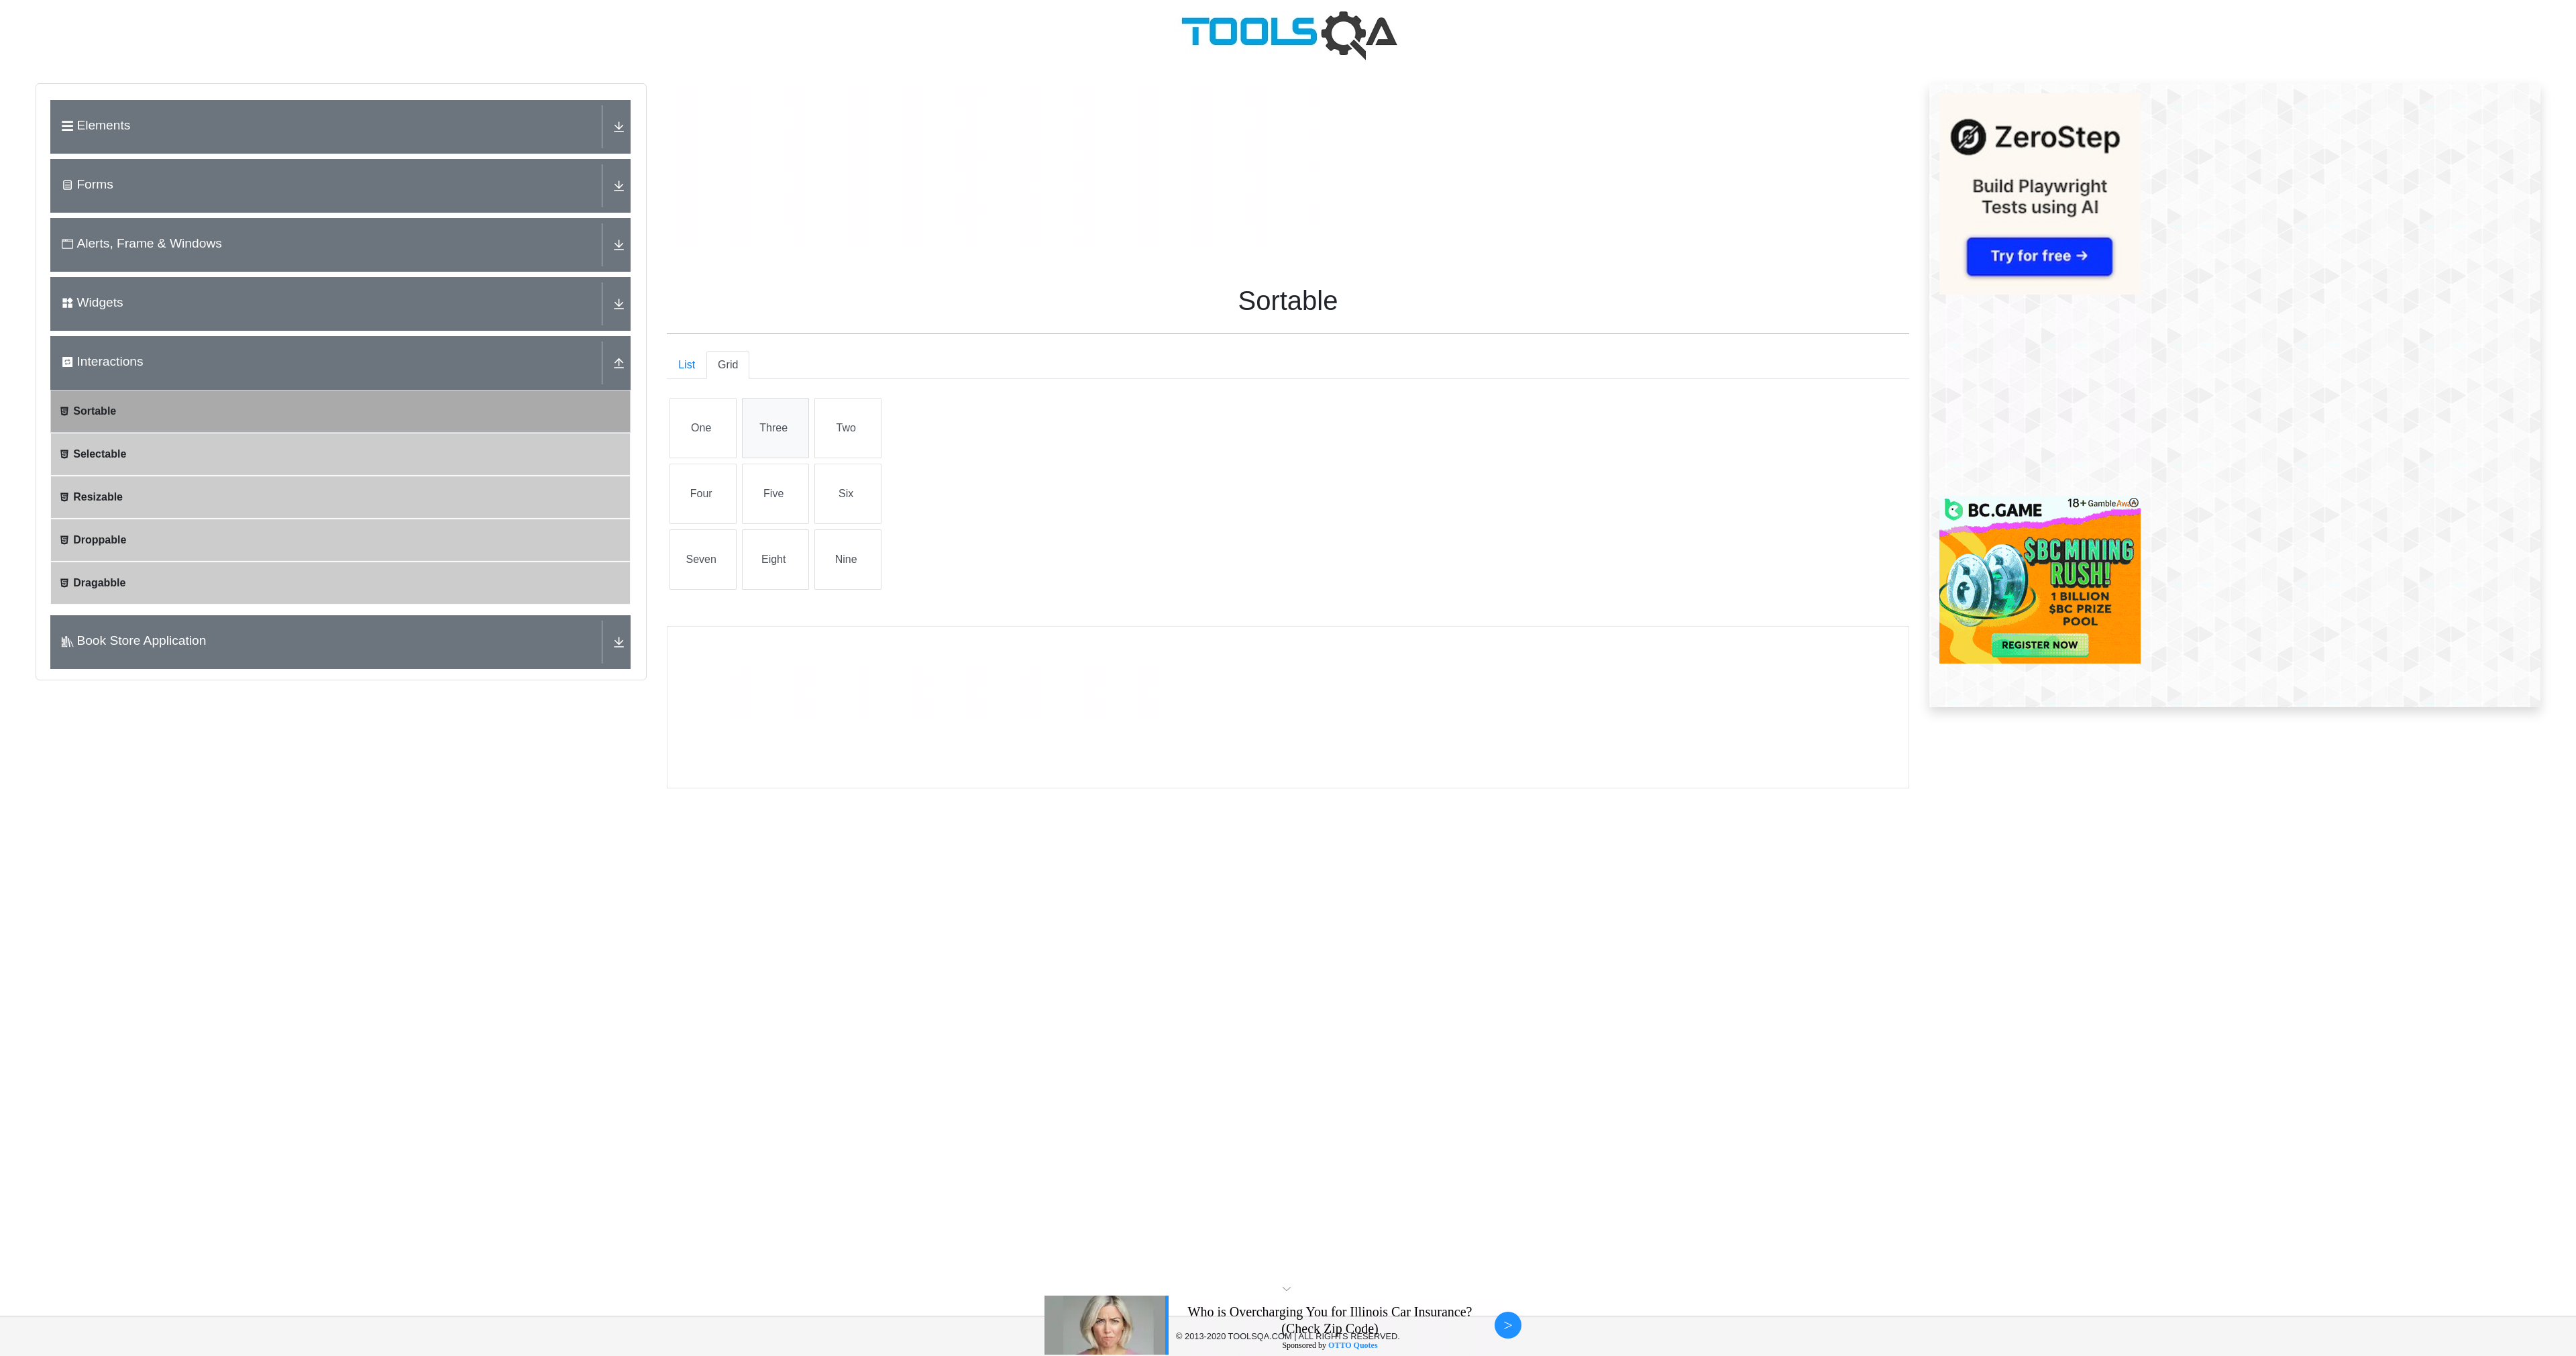 TOOLSQA
Elements
Forms
Alerts, Frame & Windows
Widgets
Interactions
Sortable
Selectable
Resizable
Droppable
Dragabble
Book Store Application
Sortable
List
Grid
One
Three
Two
Four
Five
Six
Seven
Eight
Nine
ZeroStep
Build Playwright
Tests using AI
Try for free →
BC.GAME
18+
$BC MINING
RUSH!
1 BILLION
$BC PRIZE
POOL
REGISTER NOW
Who is Overcharging You for Illinois Car Insurance?
(Check Zip Code)
© 2013-2020 TOOLSQA.COM | ALL RIGHTS RESERVED.
Sponsored by OTTO Quotes
>